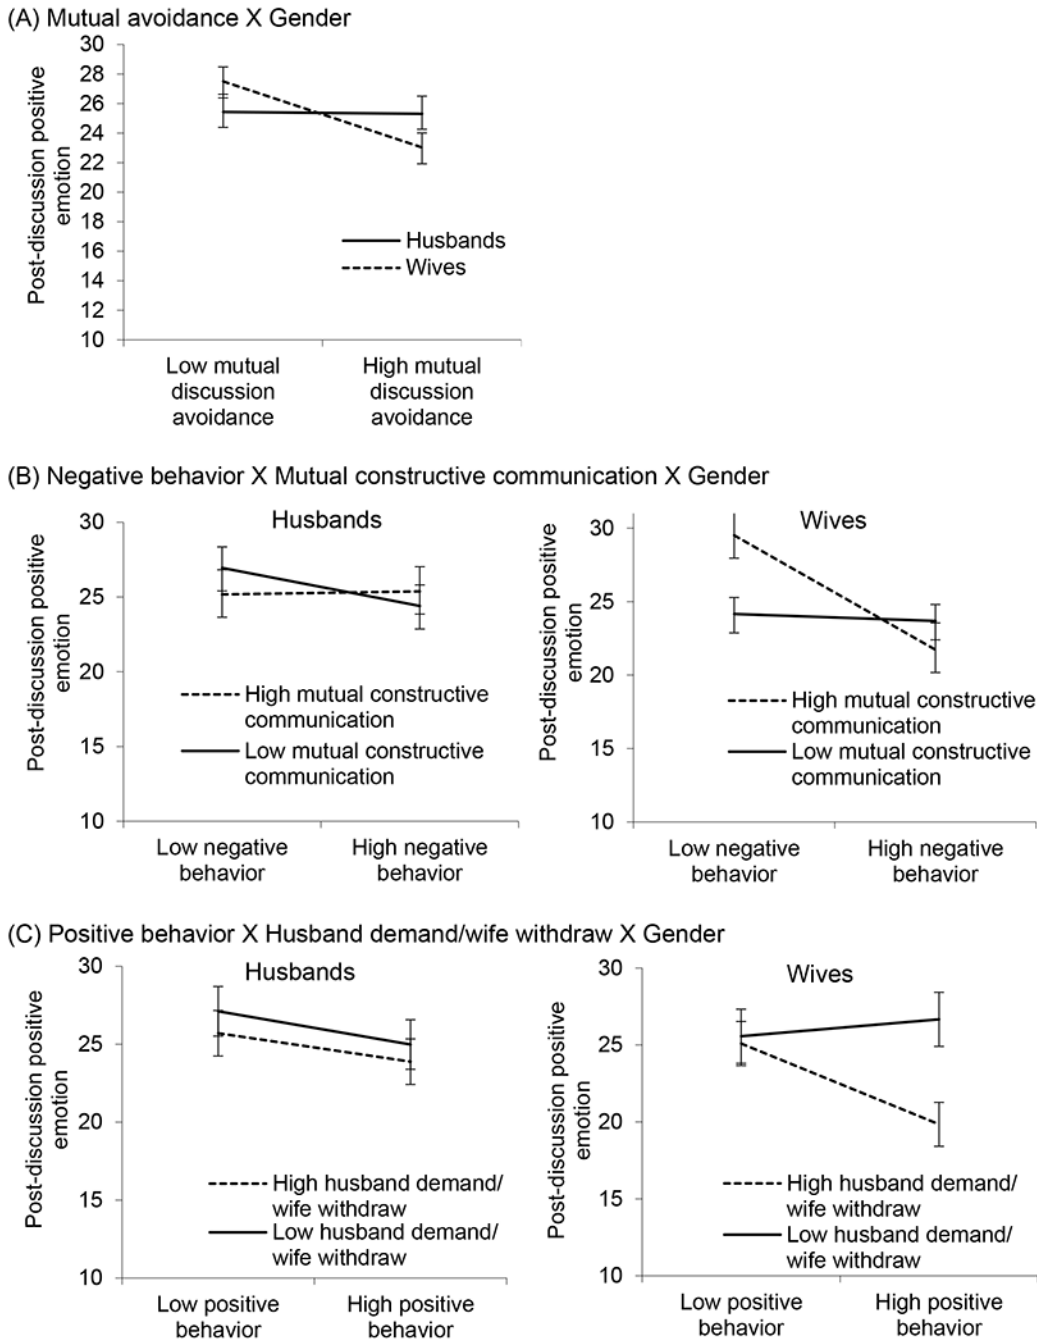 (A) Mutual avoidance X Gender
30
28
26
24
22
20
18
16
14
12
10
Post-discussion positive
emotion
Husbands
Wives
Low mutual
discussion
avoidance
High mutual
discussion
avoidance
(B) Negative behavior X Mutual constructive communication X Gender
Husbands
30
25
20
15
10
Post-discussion positive
emotion
High mutual constructive
communication
Low mutual constructive
communication
Low negative
behavior
High negative
behavior
Wives
30
25
20
15
10
Post-discussion positive
emotion
High mutual constructive
communication
Low mutual constructive
communication
Low negative
behavior
High negative
behavior
(C) Positive behavior X Husband demand/wife withdraw X Gender
Husbands
30
25
20
15
10
Post-discussion positive
emotion
High husband demand/
wife withdraw
Low husband demand/
wife withdraw
Low positive
behavior
High positive
behavior
Wives
30
25
20
15
10
Post-discussion positive
emotion
High husband demand/
wife withdraw
Low husband demand/
wife withdraw
Low positive
behavior
High positive
behavior